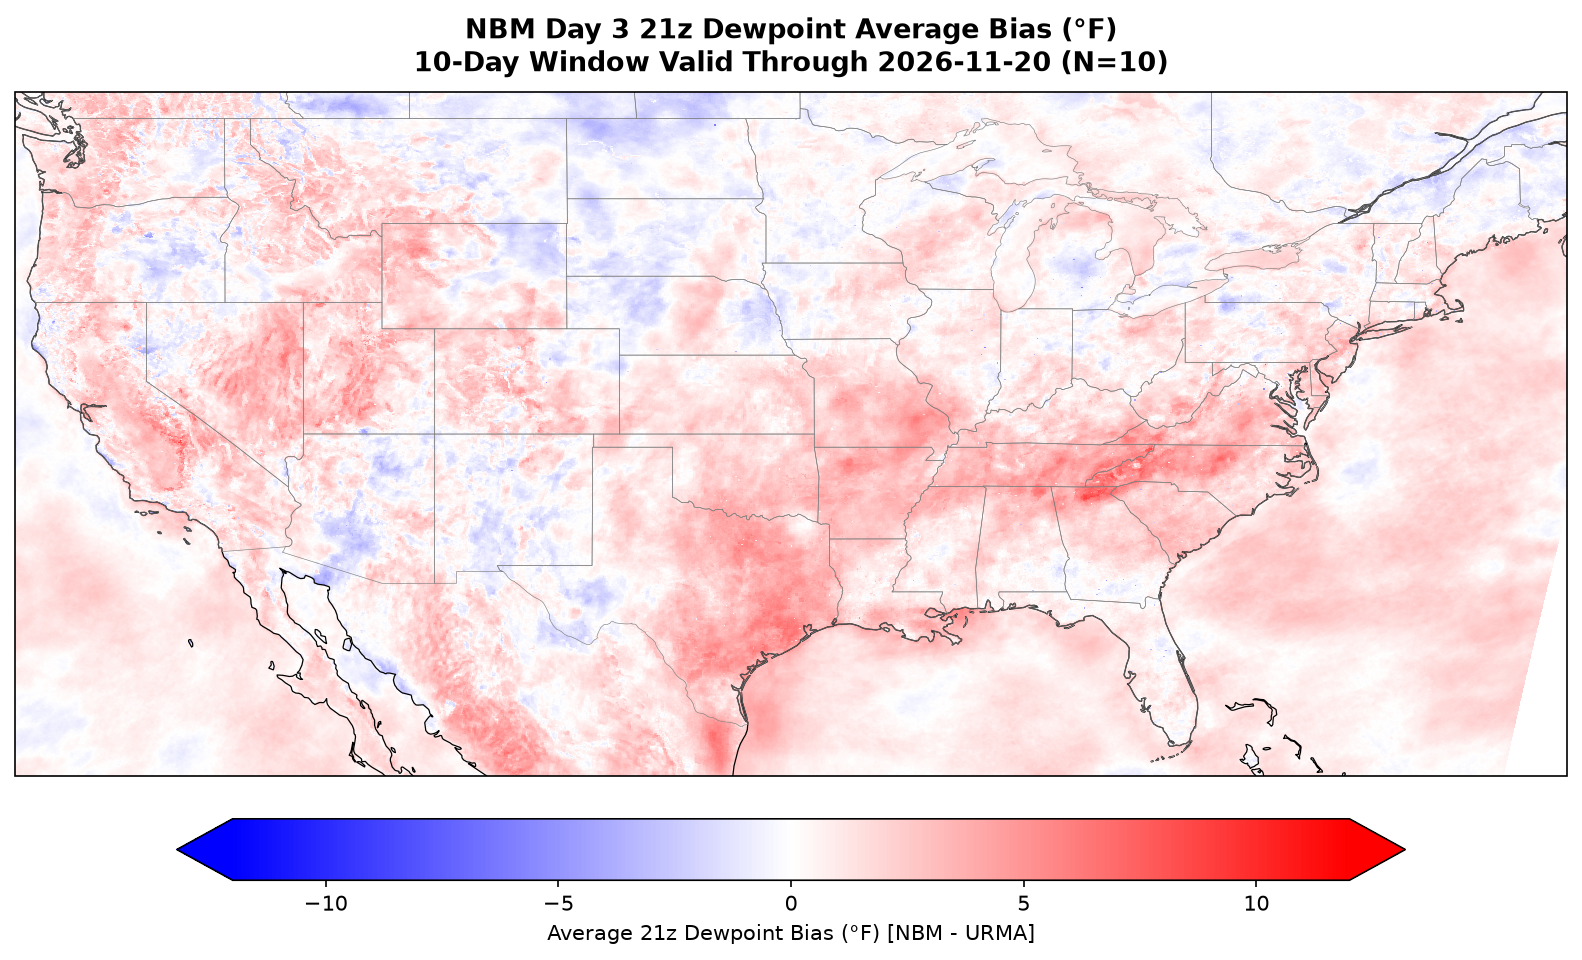 NBM Day 3 21z Dewpoint Average Bias (°F)
10-Day Window Valid Through 2026-11-20 (N=10)
−10
−5
0
5
10
Average 21z Dewpoint Bias (°F) [NBM - URMA]